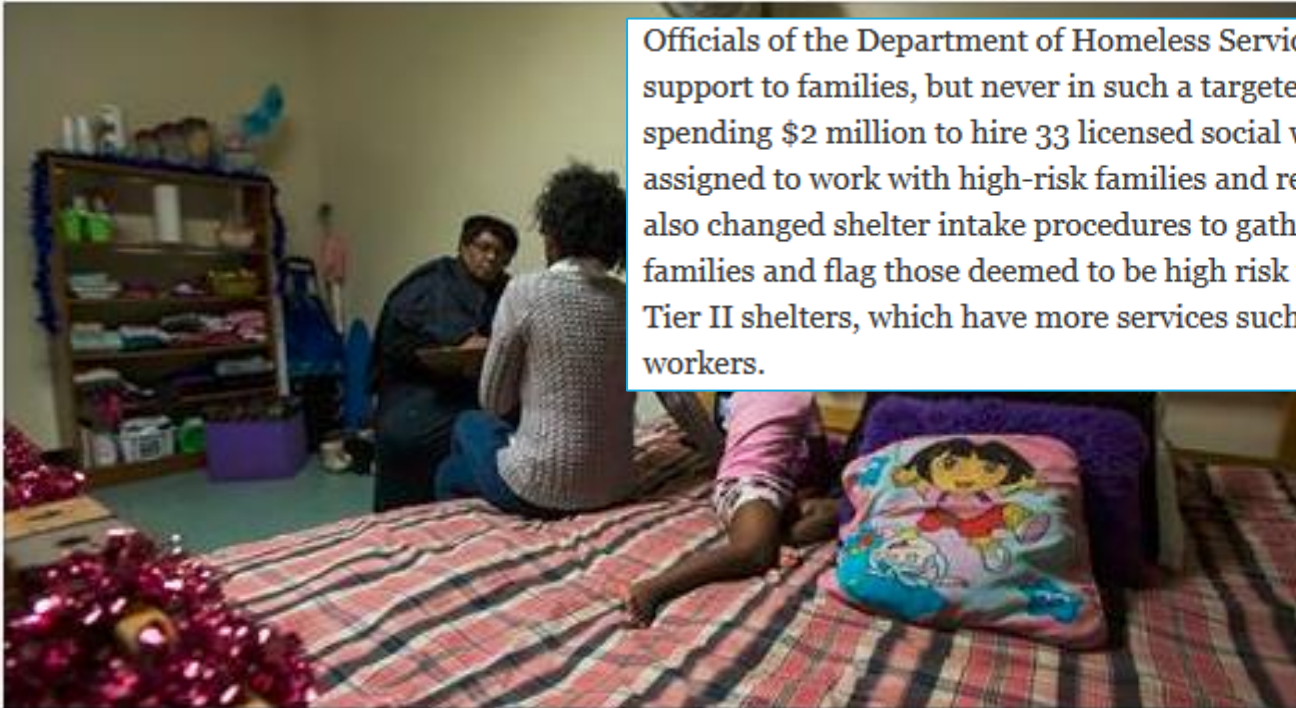 Officials of the Department of Homeless
support to families, but never in such a
spending $2 million to hire 33 licensed social
assigned to work with high-risk families and
also changed shelter intake procedures to
families and flag those deemed to be high risk
Tier II shelters, which have more services such
workers.